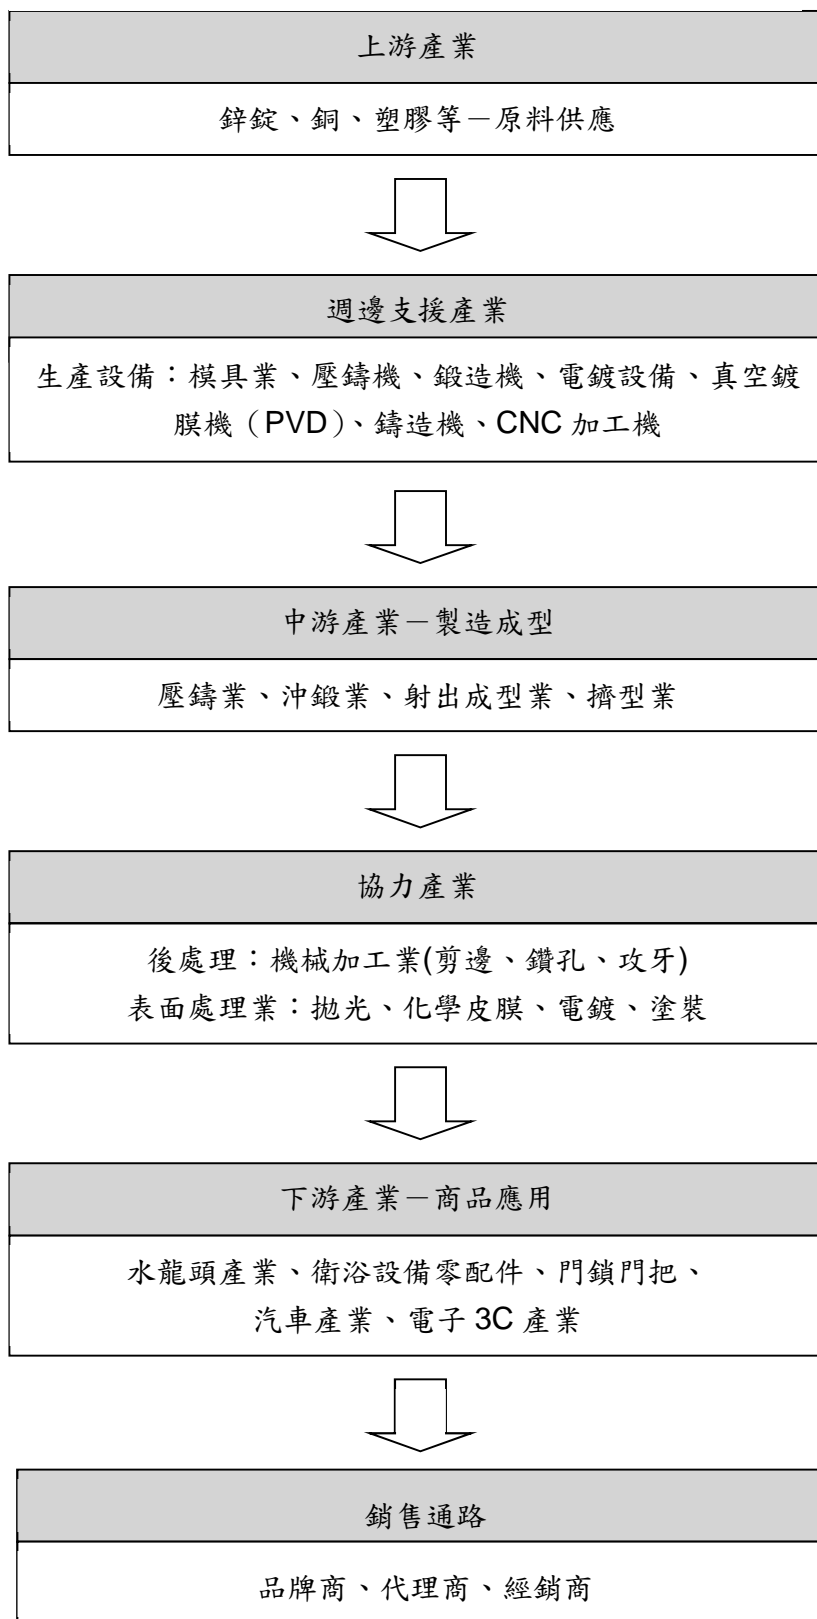 上游產業
鋅錠、銅、塑膠等－原料供應
週邊支援產業
生產設備：模具業、壓鑄機、鍛造機、電鍍設備、真空鍍
膜機（PVD）、鑄造機、CNC 加工機
中游產業－製造成型
壓鑄業、沖鍛業、射出成型業、擠型業
協力產業
後處理：機械加工業(剪邊、鑽孔、攻牙)
表面處理業：拋光、化學皮膜、電鍍、塗裝
下游產業－商品應用
水龍頭產業、衛浴設備零配件、門鎖門把、
汽車產業、電子 3C 產業
銷售通路
品牌商、代理商、經銷商